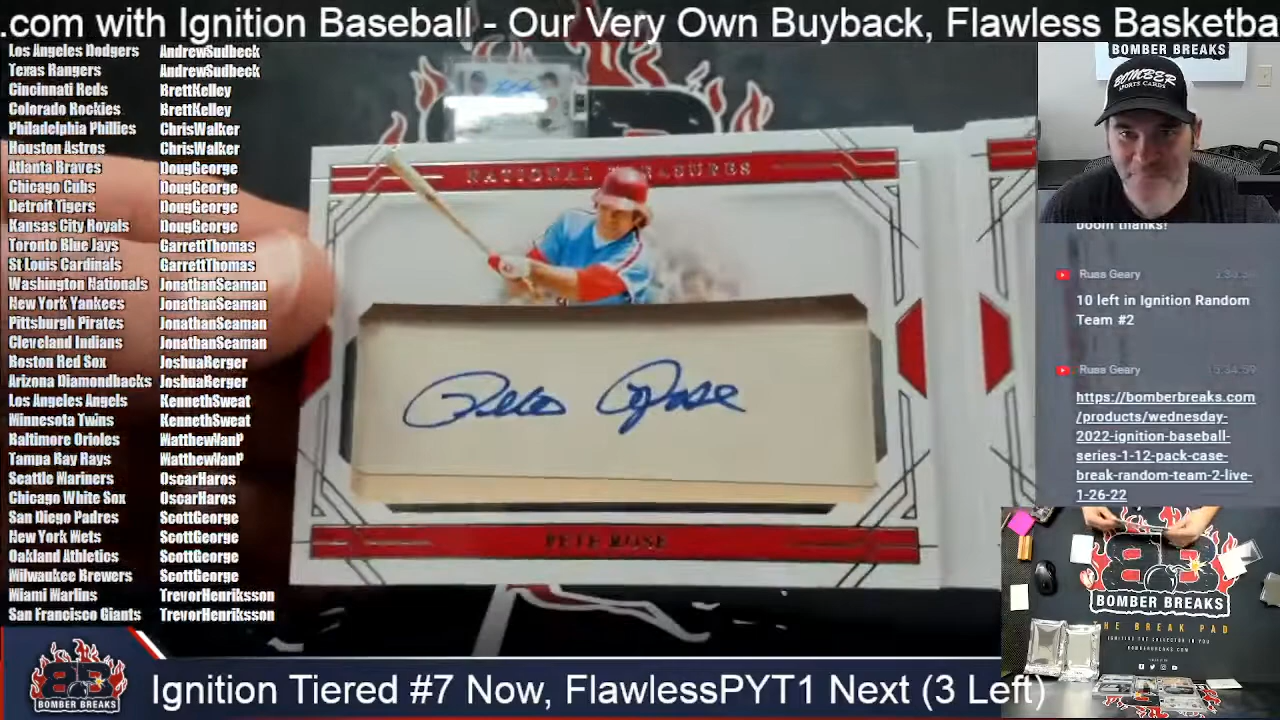 .com with Ignition Baseball - Our Very Own Buyback, Flawless Basketba
Los Angeles Dodgers AndrewSudbeck
Texas Rangers AndrewSudbeck
Cincinnati Reds BrettKelley
Colorado Rockies BrettKelley
Philadelphia Phillies ChrisWalker
Houston Astros ChrisWalker
Atlanta Braves DougGeorge
Chicago Cubs DougGeorge
Detroit Tigers DougGeorge
Kansas City Royals DougGeorge
Toronto Blue Jays GarrettThomas
St Louis Cardinals GarrettThomas
Washington Nationals JonathanSeaman
New York Yankees JonathanSeaman
Pittsburgh Pirates JonathanSeaman
Cleveland Indians JonathanSeaman
Boston Red Sox JoshuaBerger
Arizona Diamondbacks JoshuaBerger
Los Angeles Angels KennethSweat
Minnesota Twins KennethSweat
Baltimore Orioles MatthewVanP
Tampa Bay Rays MatthewVanP
Seattle Mariners OscarHaros
Chicago White Sox OscarHaros
San Diego Padres ScottGeorge
New York Mets ScottGeorge
Oakland Athletics ScottGeorge
Milwaukee Brewers ScottGeorge
Miami Marlins TrevorHenriksson
San Francisco Giants TrevorHenriksson
NATIONAL TREASURES
Pete Rose
PETE ROSE
BOMBER BREAKS
BOMBER
SPORTS CARDS
boom thanks!
Russ Geary
10 left in Ignition Random
Team #2
Russ Geary
https://bomberbreaks.com
/products/wednesday-
2022-ignition-baseball-
series-1-12-pack-case-
break-random-team-2-live-
1-26-22
BOMBER BREAKS
THE BREAK PAD
BOMBER BREAKS
Ignition Tiered #7 Now, FlawlessPYT1 Next (3 Left)